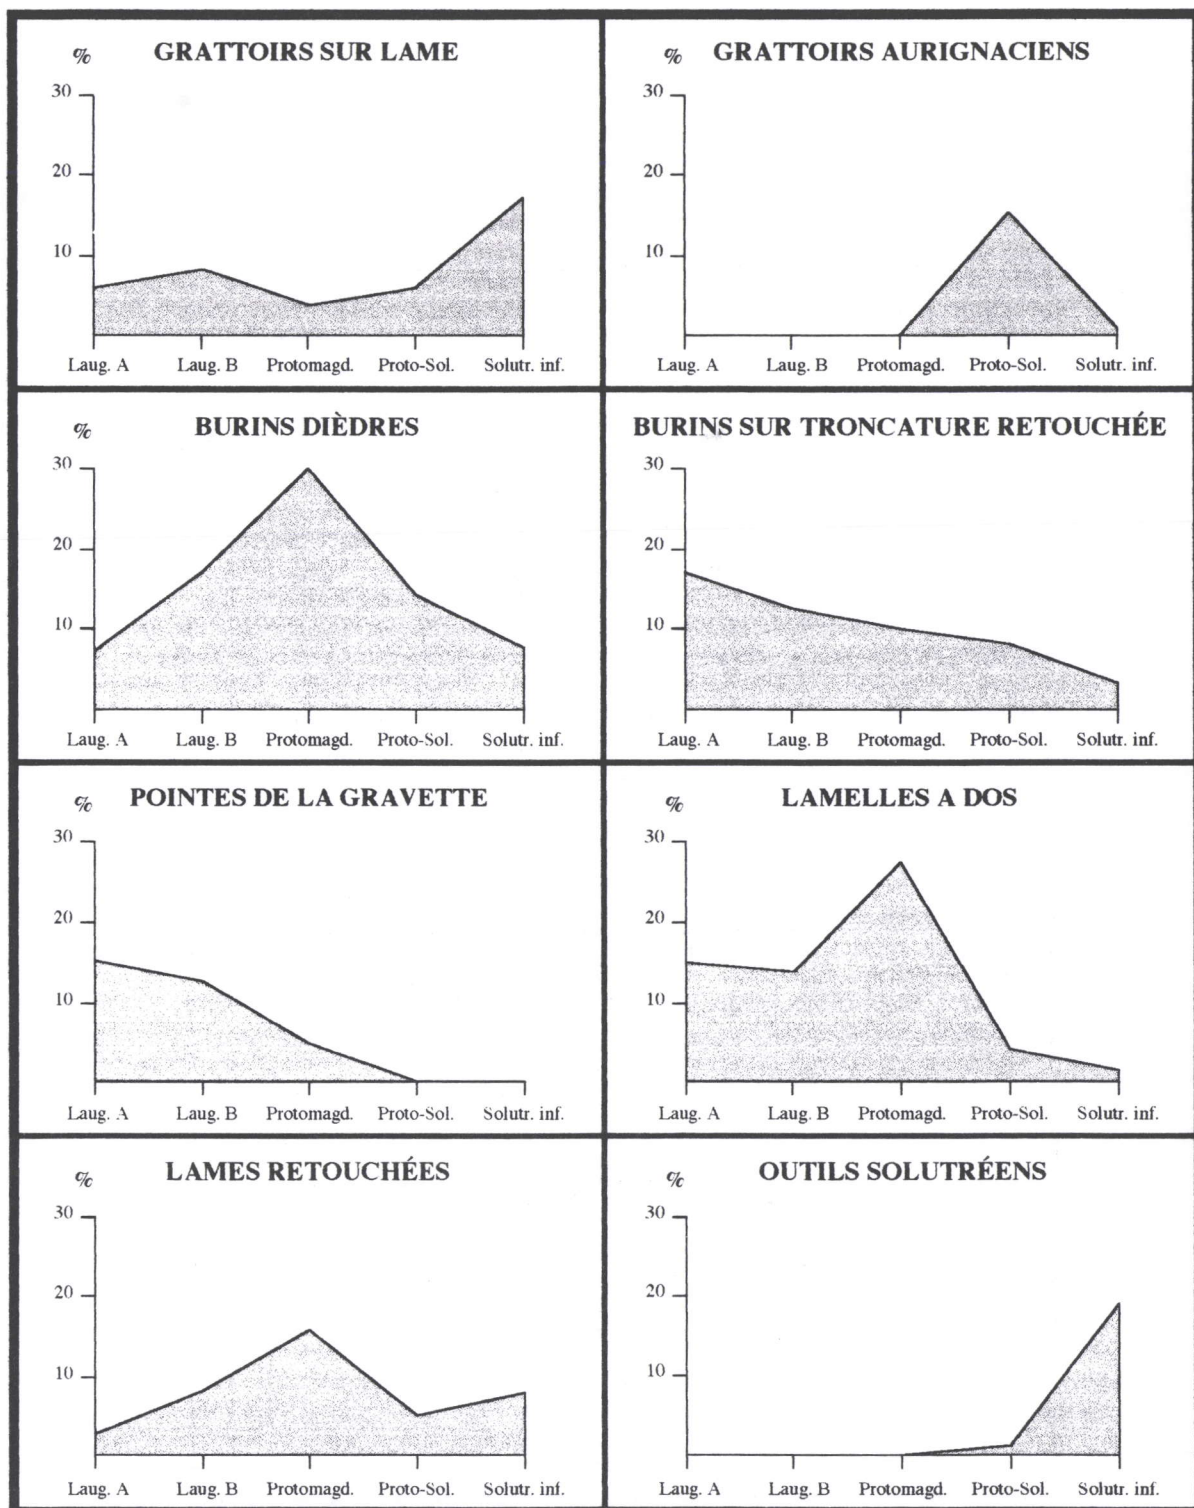 GRATTOIRS SUR LAME
%
30
20
10
Laug. A Laug. B Protomagd. Proto-Sol. Solutr. inf.
GRATTOIRS AURIGNACIENS
%
30
20
10
Laug. A Laug. B Protomagd. Proto-Sol. Solutr. inf.
BURINS DIÈDRES
%
30
20
10
Laug. A Laug. B Protomagd. Proto-Sol. Solutr. inf.
BURINS SUR TRONCATURE RETOUCHÉE
30
20
10
Laug. A Laug. B Protomagd. Proto-Sol. Solutr. inf.
POINTES DE LA GRAVETTE
%
30
20
10
Laug. A Laug. B Protomagd. Proto-Sol. Solutr. inf.
LAMELLES A DOS
%
30
20
10
Laug. A Laug. B Protomagd. Proto-Sol. Solutr. inf.
LAMES RETOUCHÉES
%
30
20
10
Laug. A Laug. B Protomagd. Proto-Sol. Solutr. inf.
OUTILS SOLUTRÉENS
%
30
20
10
Laug. A Laug. B Protomagd. Proto-Sol. Solutr. inf.